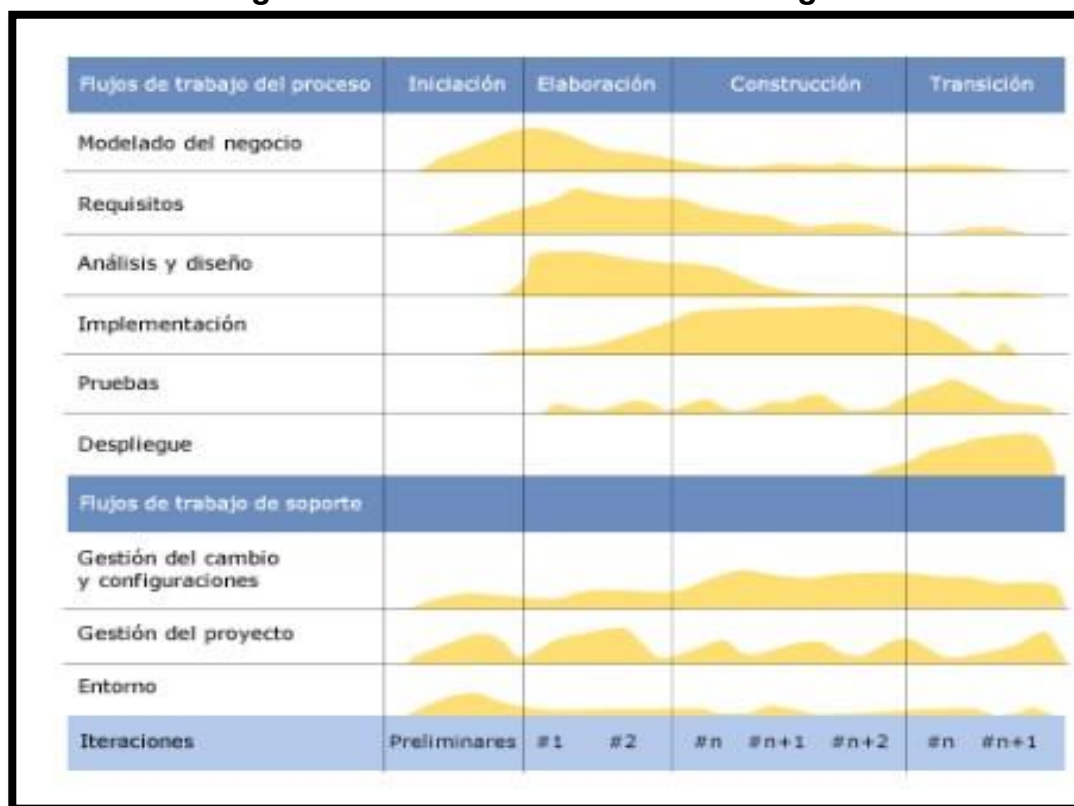 Flujos de trabajo del proceso Iniciación Elaboración Construcción Transición
Modelado del negocio
Requisitos
Análisis y diseño
Implementación
Pruebas
Despliegue
Flujos de trabajo de soporte
Gestión del cambio
y configuraciones
Gestión del proyecto
Entorno
Iteraciones Preliminares #1 #2 #n #n+1 #n+2 #n #n+1